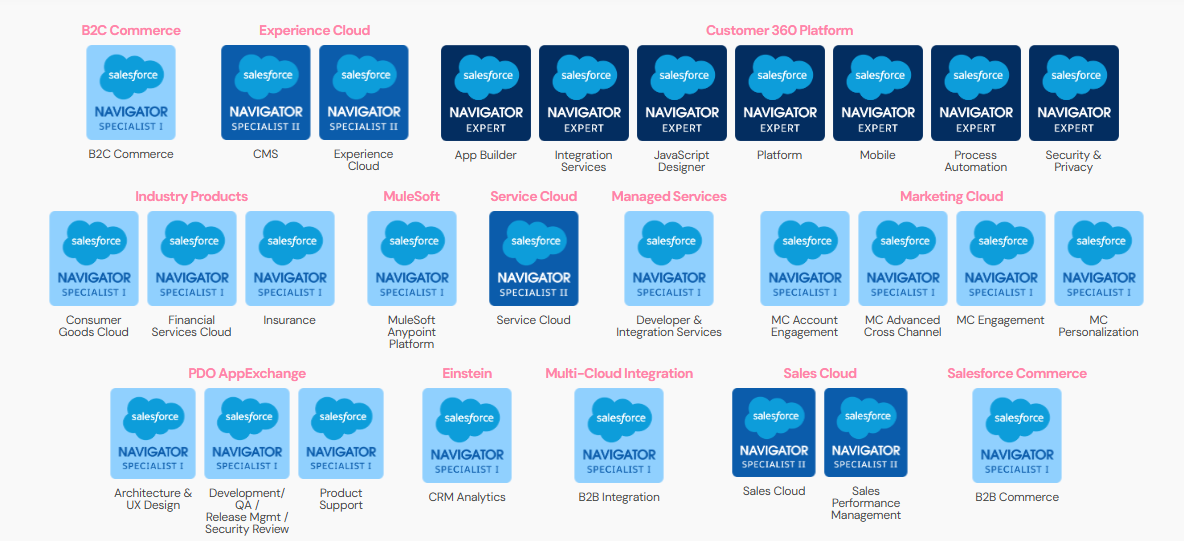 B2C Commerce
salesforce
NAVIGATOR
SPECIALIST I
B2C Commerce
Experience Cloud
salesforce
NAVIGATOR
SPECIALIST II
CMS
salesforce
NAVIGATOR
SPECIALIST II
Experience
Cloud
Customer 360 Platform
salesforce
NAVIGATOR
EXPERT
App Builder
salesforce
NAVIGATOR
EXPERT
Integration
Services
salesforce
NAVIGATOR
EXPERT
JavaScript
Designer
salesforce
NAVIGATOR
EXPERT
Platform
salesforce
NAVIGATOR
EXPERT
Mobile
salesforce
NAVIGATOR
EXPERT
Process
Automation
salesforce
NAVIGATOR
EXPERT
Security &
Privacy
Industry Products
salesforce
NAVIGATOR
SPECIALIST I
Consumer
Goods Cloud
salesforce
NAVIGATOR
SPECIALIST I
Financial
Services Cloud
salesforce
NAVIGATOR
SPECIALIST I
Insurance
MuleSoft
salesforce
NAVIGATOR
SPECIALIST I
MuleSoft
Anypoint
Platform
Service Cloud
salesforce
NAVIGATOR
SPECIALIST II
Service Cloud
Managed Services
salesforce
NAVIGATOR
SPECIALIST I
Developer &
Integration Services
Marketing Cloud
salesforce
NAVIGATOR
SPECIALIST I
MC Account
Engagement
salesforce
NAVIGATOR
SPECIALIST I
MC Advanced
Cross Channel
salesforce
NAVIGATOR
SPECIALIST I
MC Engagement
salesforce
NAVIGATOR
SPECIALIST I
MC
Personalization
PDO AppExchange
salesforce
NAVIGATOR
SPECIALIST I
Architecture &
UX Design
salesforce
NAVIGATOR
SPECIALIST I
Development/
QA /
Release Mgmt /
Security Review
salesforce
NAVIGATOR
SPECIALIST I
Product
Support
Einstein
salesforce
NAVIGATOR
SPECIALIST I
CRM Analytics
Multi-Cloud Integration
salesforce
NAVIGATOR
SPECIALIST I
B2B Integration
Sales Cloud
salesforce
NAVIGATOR
SPECIALIST II
Sales Cloud
salesforce
NAVIGATOR
SPECIALIST II
Sales
Performance
Management
Salesforce Commerce
salesforce
NAVIGATOR
SPECIALIST I
B2B Commerce